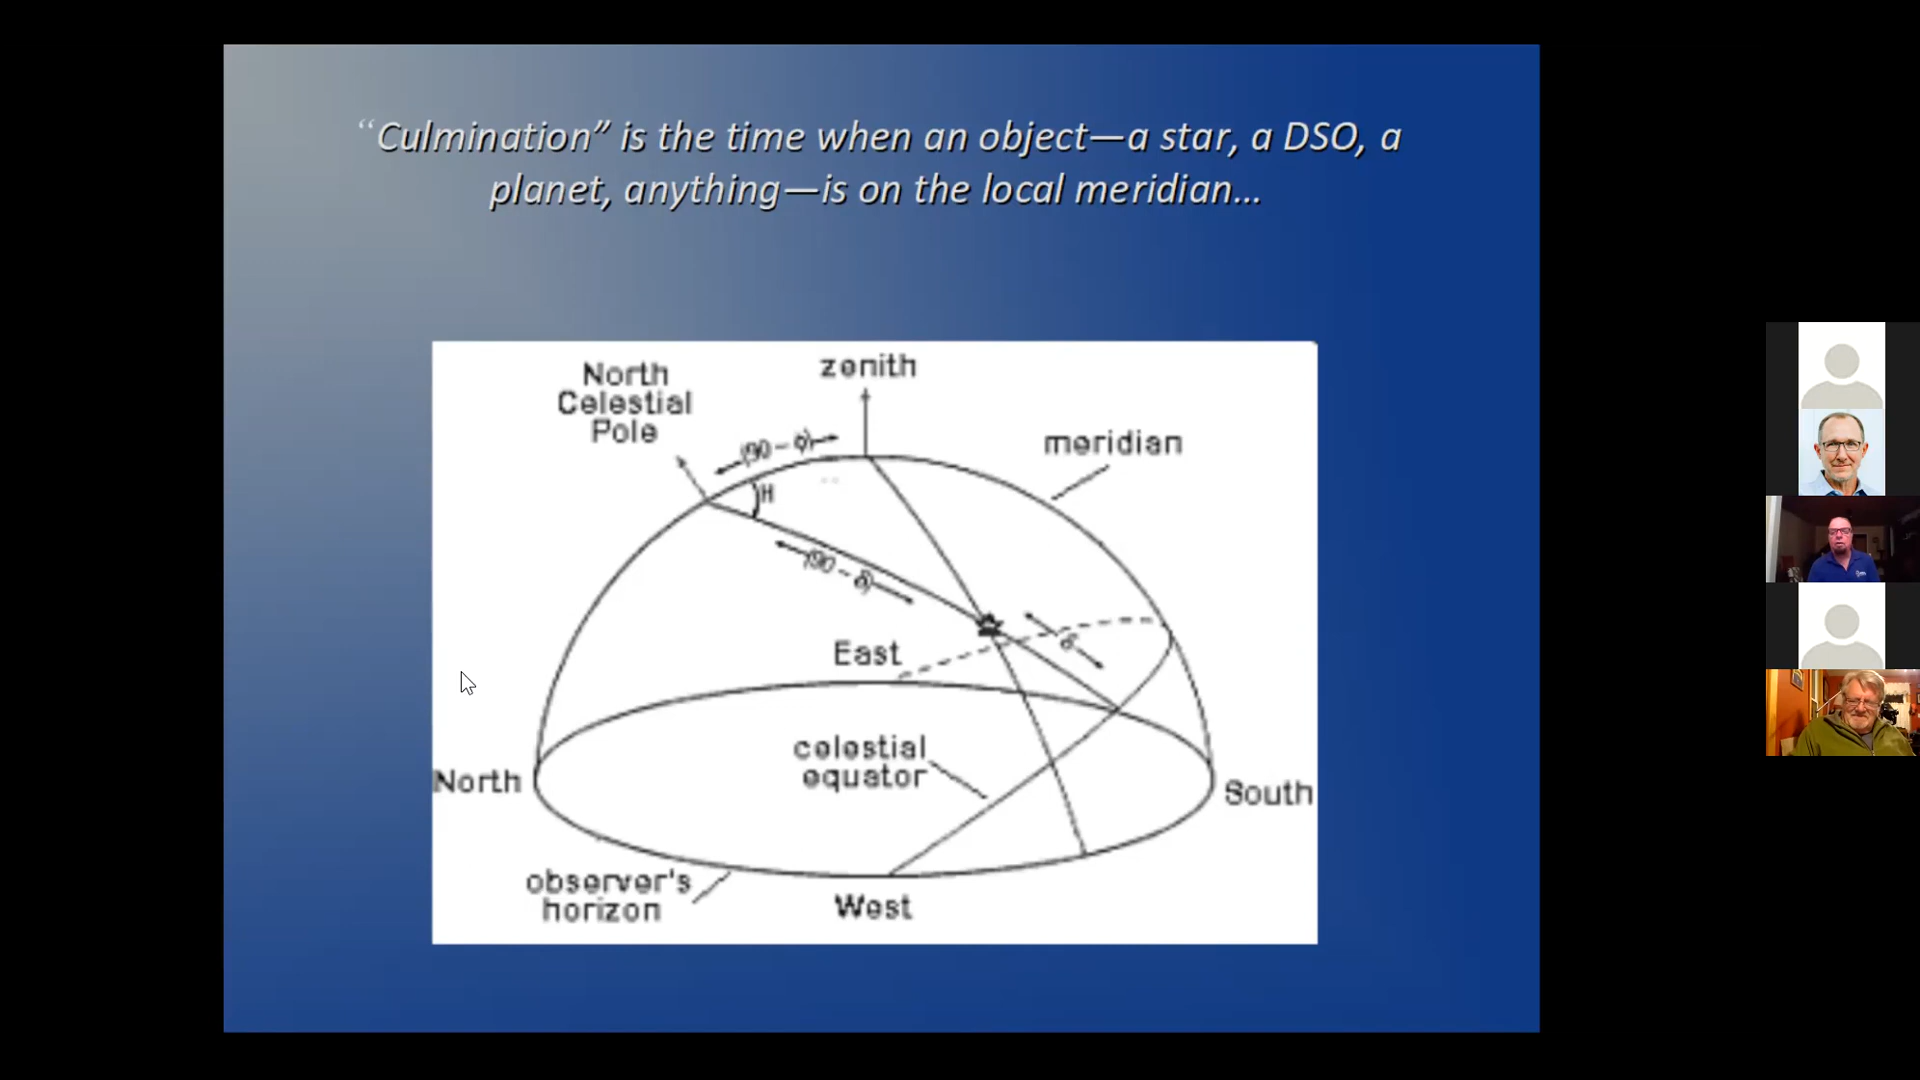 “Culmination” is the time when an object—a star, a DSO, a
planet, anything—is on the local meridian...
North
Celestial
Pole
zenith
(90 - φ)
meridian
H
(90 - δ)
δ
East
celestial
equator
North
South
observer's
horizon
West